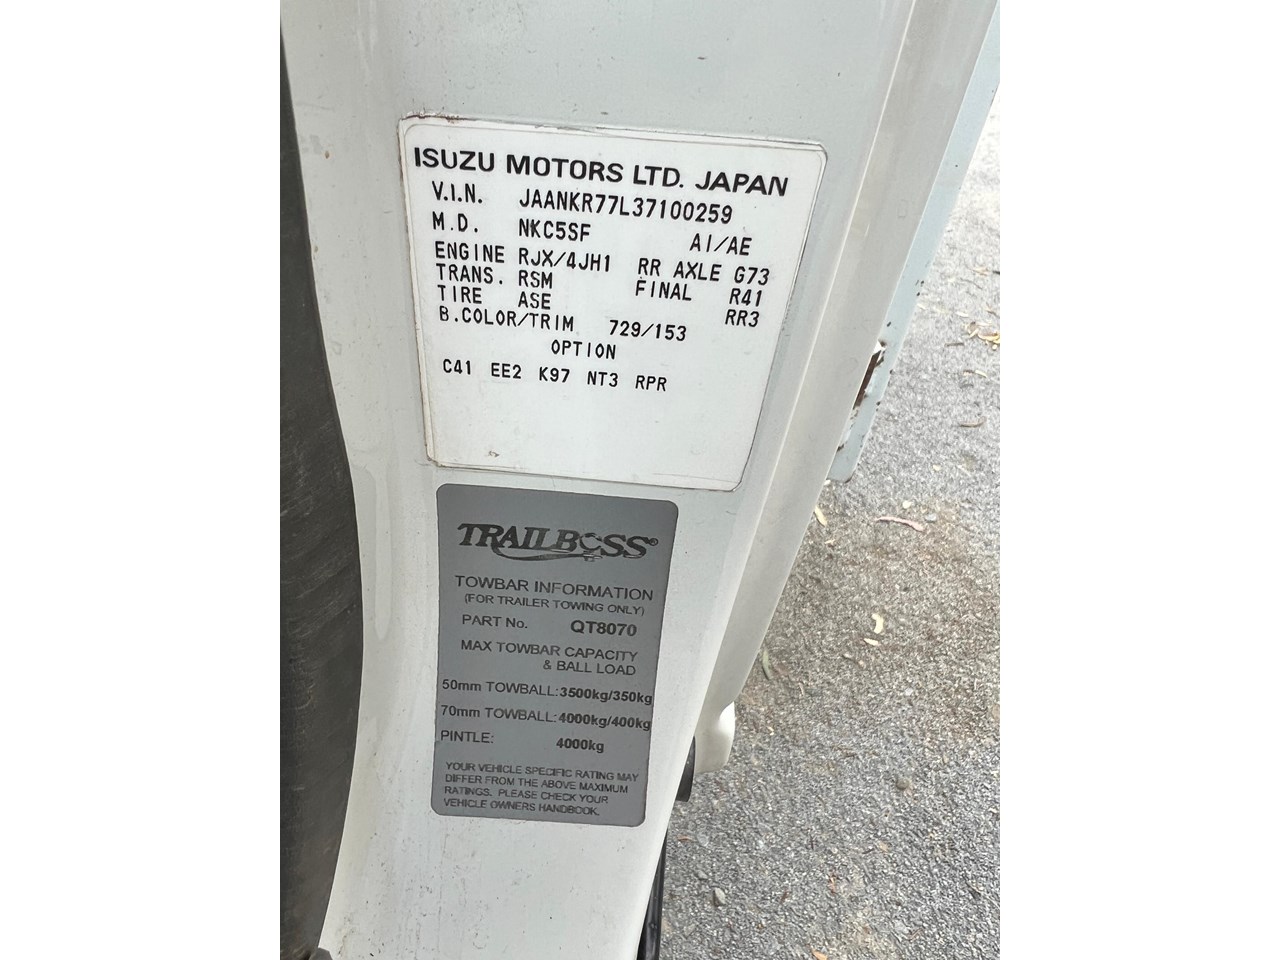 ISUZU MOTORS LTD. JAPAN
V.I.N. JAANKR77L37100259
M.D. NKC5SF AI/AE
ENGINE RJX/4JH1 RR AXLE G73
TRANS. RSM FINAL R41
TIRE ASE RR3
B.COLOR/TRIM 729/153
OPTION
C41 EE2 K97 NT3 RPR
TRAILBOSS®
TOWBAR INFORMATION
(FOR TRAILER TOWING ONLY)
PART No. QT8070
MAX TOWBAR CAPACITY
& BALL LOAD
50mm TOWBALL: 3500kg/350kg
70mm TOWBALL: 4000kg/400kg
PINTLE: 4000kg
YOUR VEHICLE SPECIFIC RATING MAY
DIFFER FROM THE ABOVE MAXIMUM
RATINGS. PLEASE CHECK YOUR
VEHICLE OWNERS HANDBOOK.